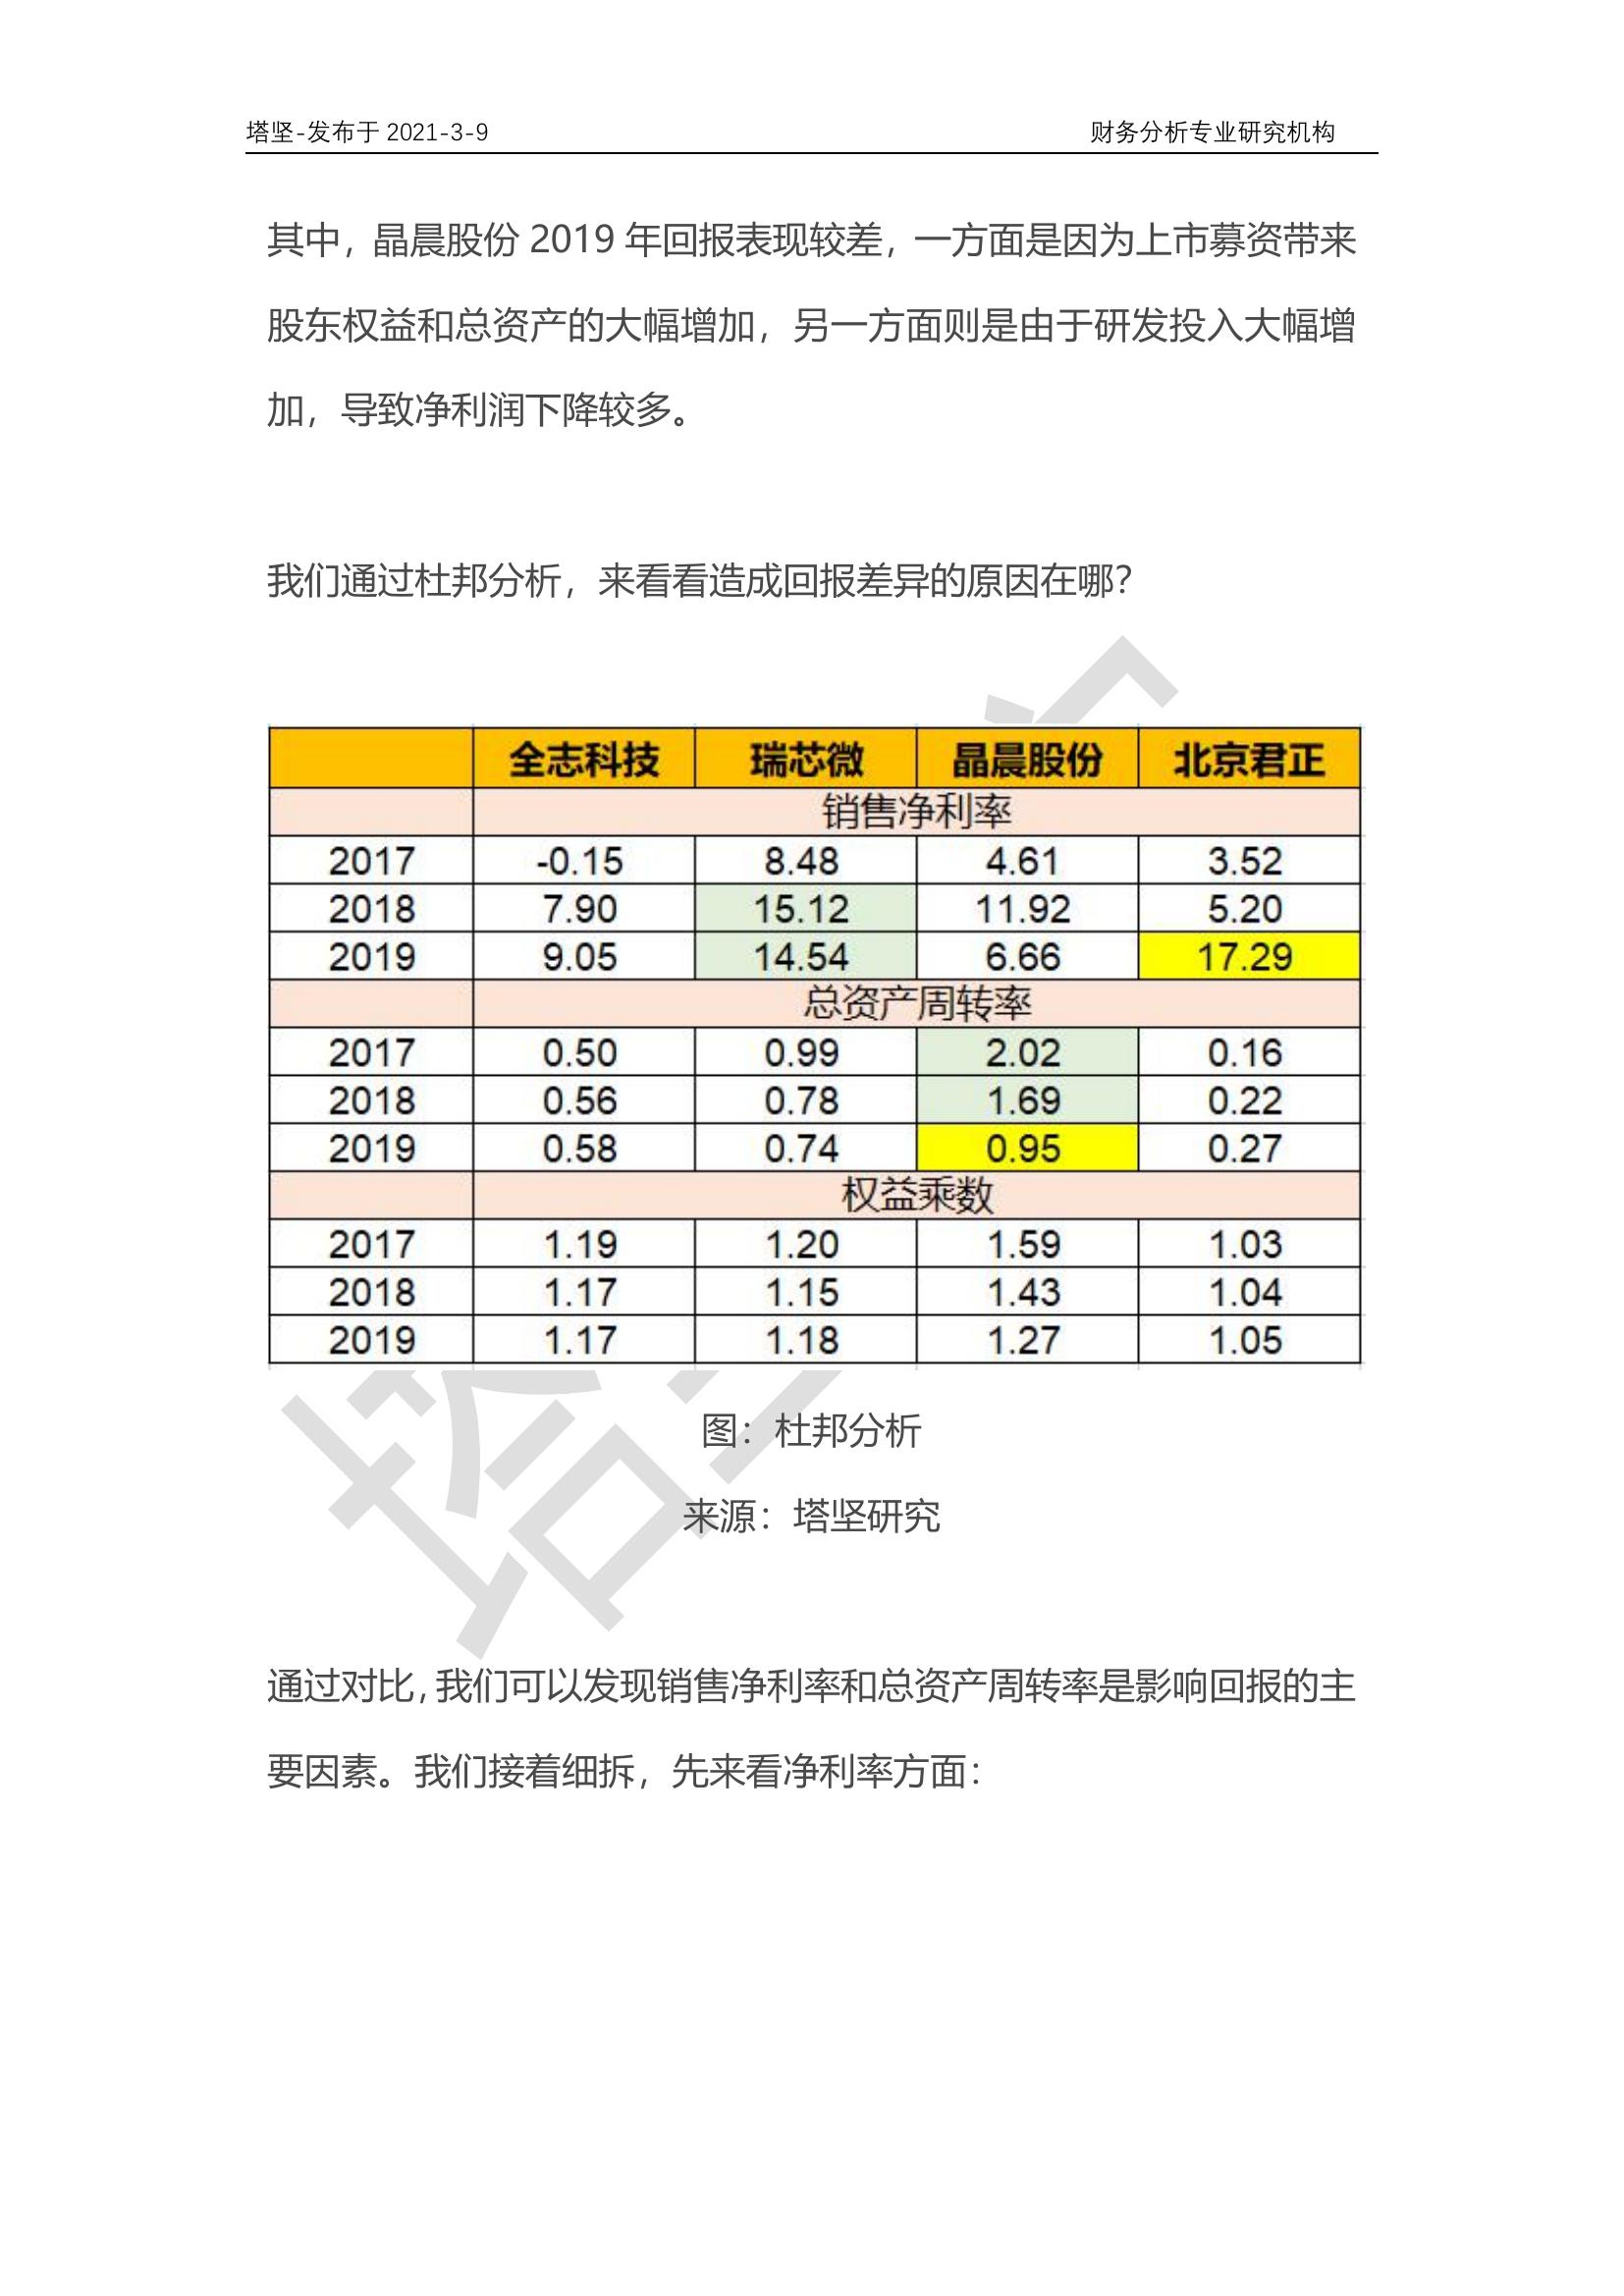 塔坚-发布于 2021-3-9 财务分析专业研究机构
其中，晶晨股份 2019 年回报表现较差，一方面是因为上市募资带来
股东权益和总资产的大幅增加，另一方面则是由于研发投入大幅增
加，导致净利润下降较多。
我们通过杜邦分析，来看看造成回报差异的原因在哪？
全志科技 瑞芯微 晶晨股份 北京君正
销售净利率
2017 -0.15 8.48 4.61 3.52
2018 7.90 15.12 11.92 5.20
2019 9.05 14.54 6.66 17.29
总资产周转率
2017 0.50 0.99 2.02 0.16
2018 0.56 0.78 1.69 0.22
2019 0.58 0.74 0.95 0.27
权益乘数
2017 1.19 1.20 1.59 1.03
2018 1.17 1.15 1.43 1.04
2019 1.17 1.18 1.27 1.05
图：杜邦分析
来源：塔坚研究
通过对比，我们可以发现销售净利率和总资产周转率是影响回报的主
要因素。我们接着细拆，先来看净利率方面：
塔